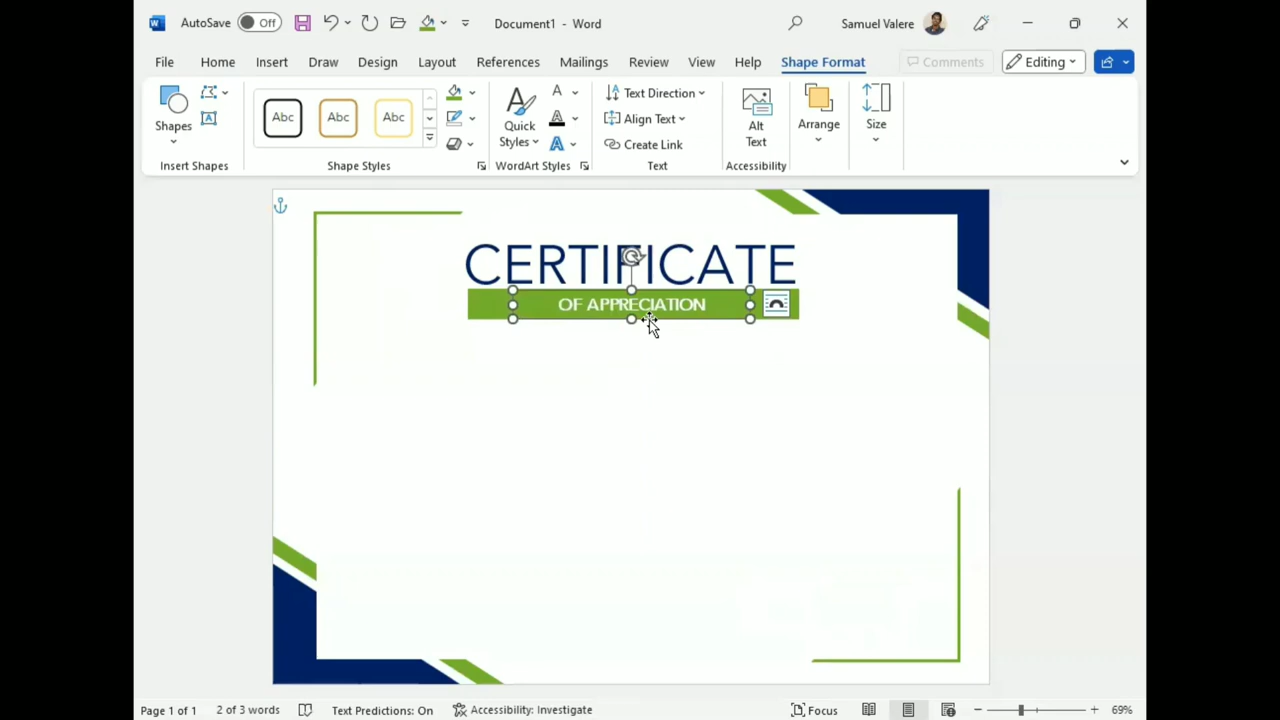 AutoSave Off Document1 - Word Samuel Valere
File Home Insert Draw Design Layout References Mailings Review View Help Shape Format Comments Editing
Shapes
Insert Shapes
Abc Abc Abc
Shape Styles
Quick Styles
A
A
A
WordArt Styles
Text Direction
Align Text
Create Link
Text
Alt Text
Accessibility
Arrange
Size
CERTIFICATE
OF APPRECIATION
Page 1 of 1 2 of 3 words Text Predictions: On Accessibility: Investigate Focus 69%